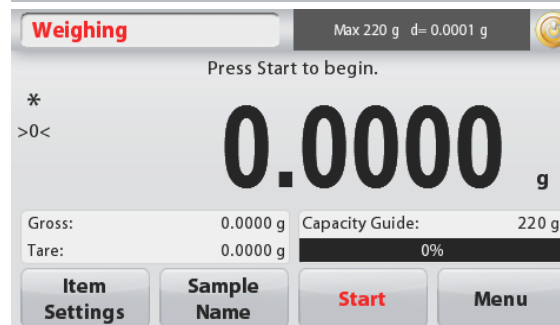 Weighing
Max 220 g d= 0.0001 g
Press Start to begin.
*
>0<
0.0000 g
Gross: 0.0000 g
Tare: 0.0000 g
Capacity Guide: 220 g
0%
Item Settings
Sample Name
Start
Menu